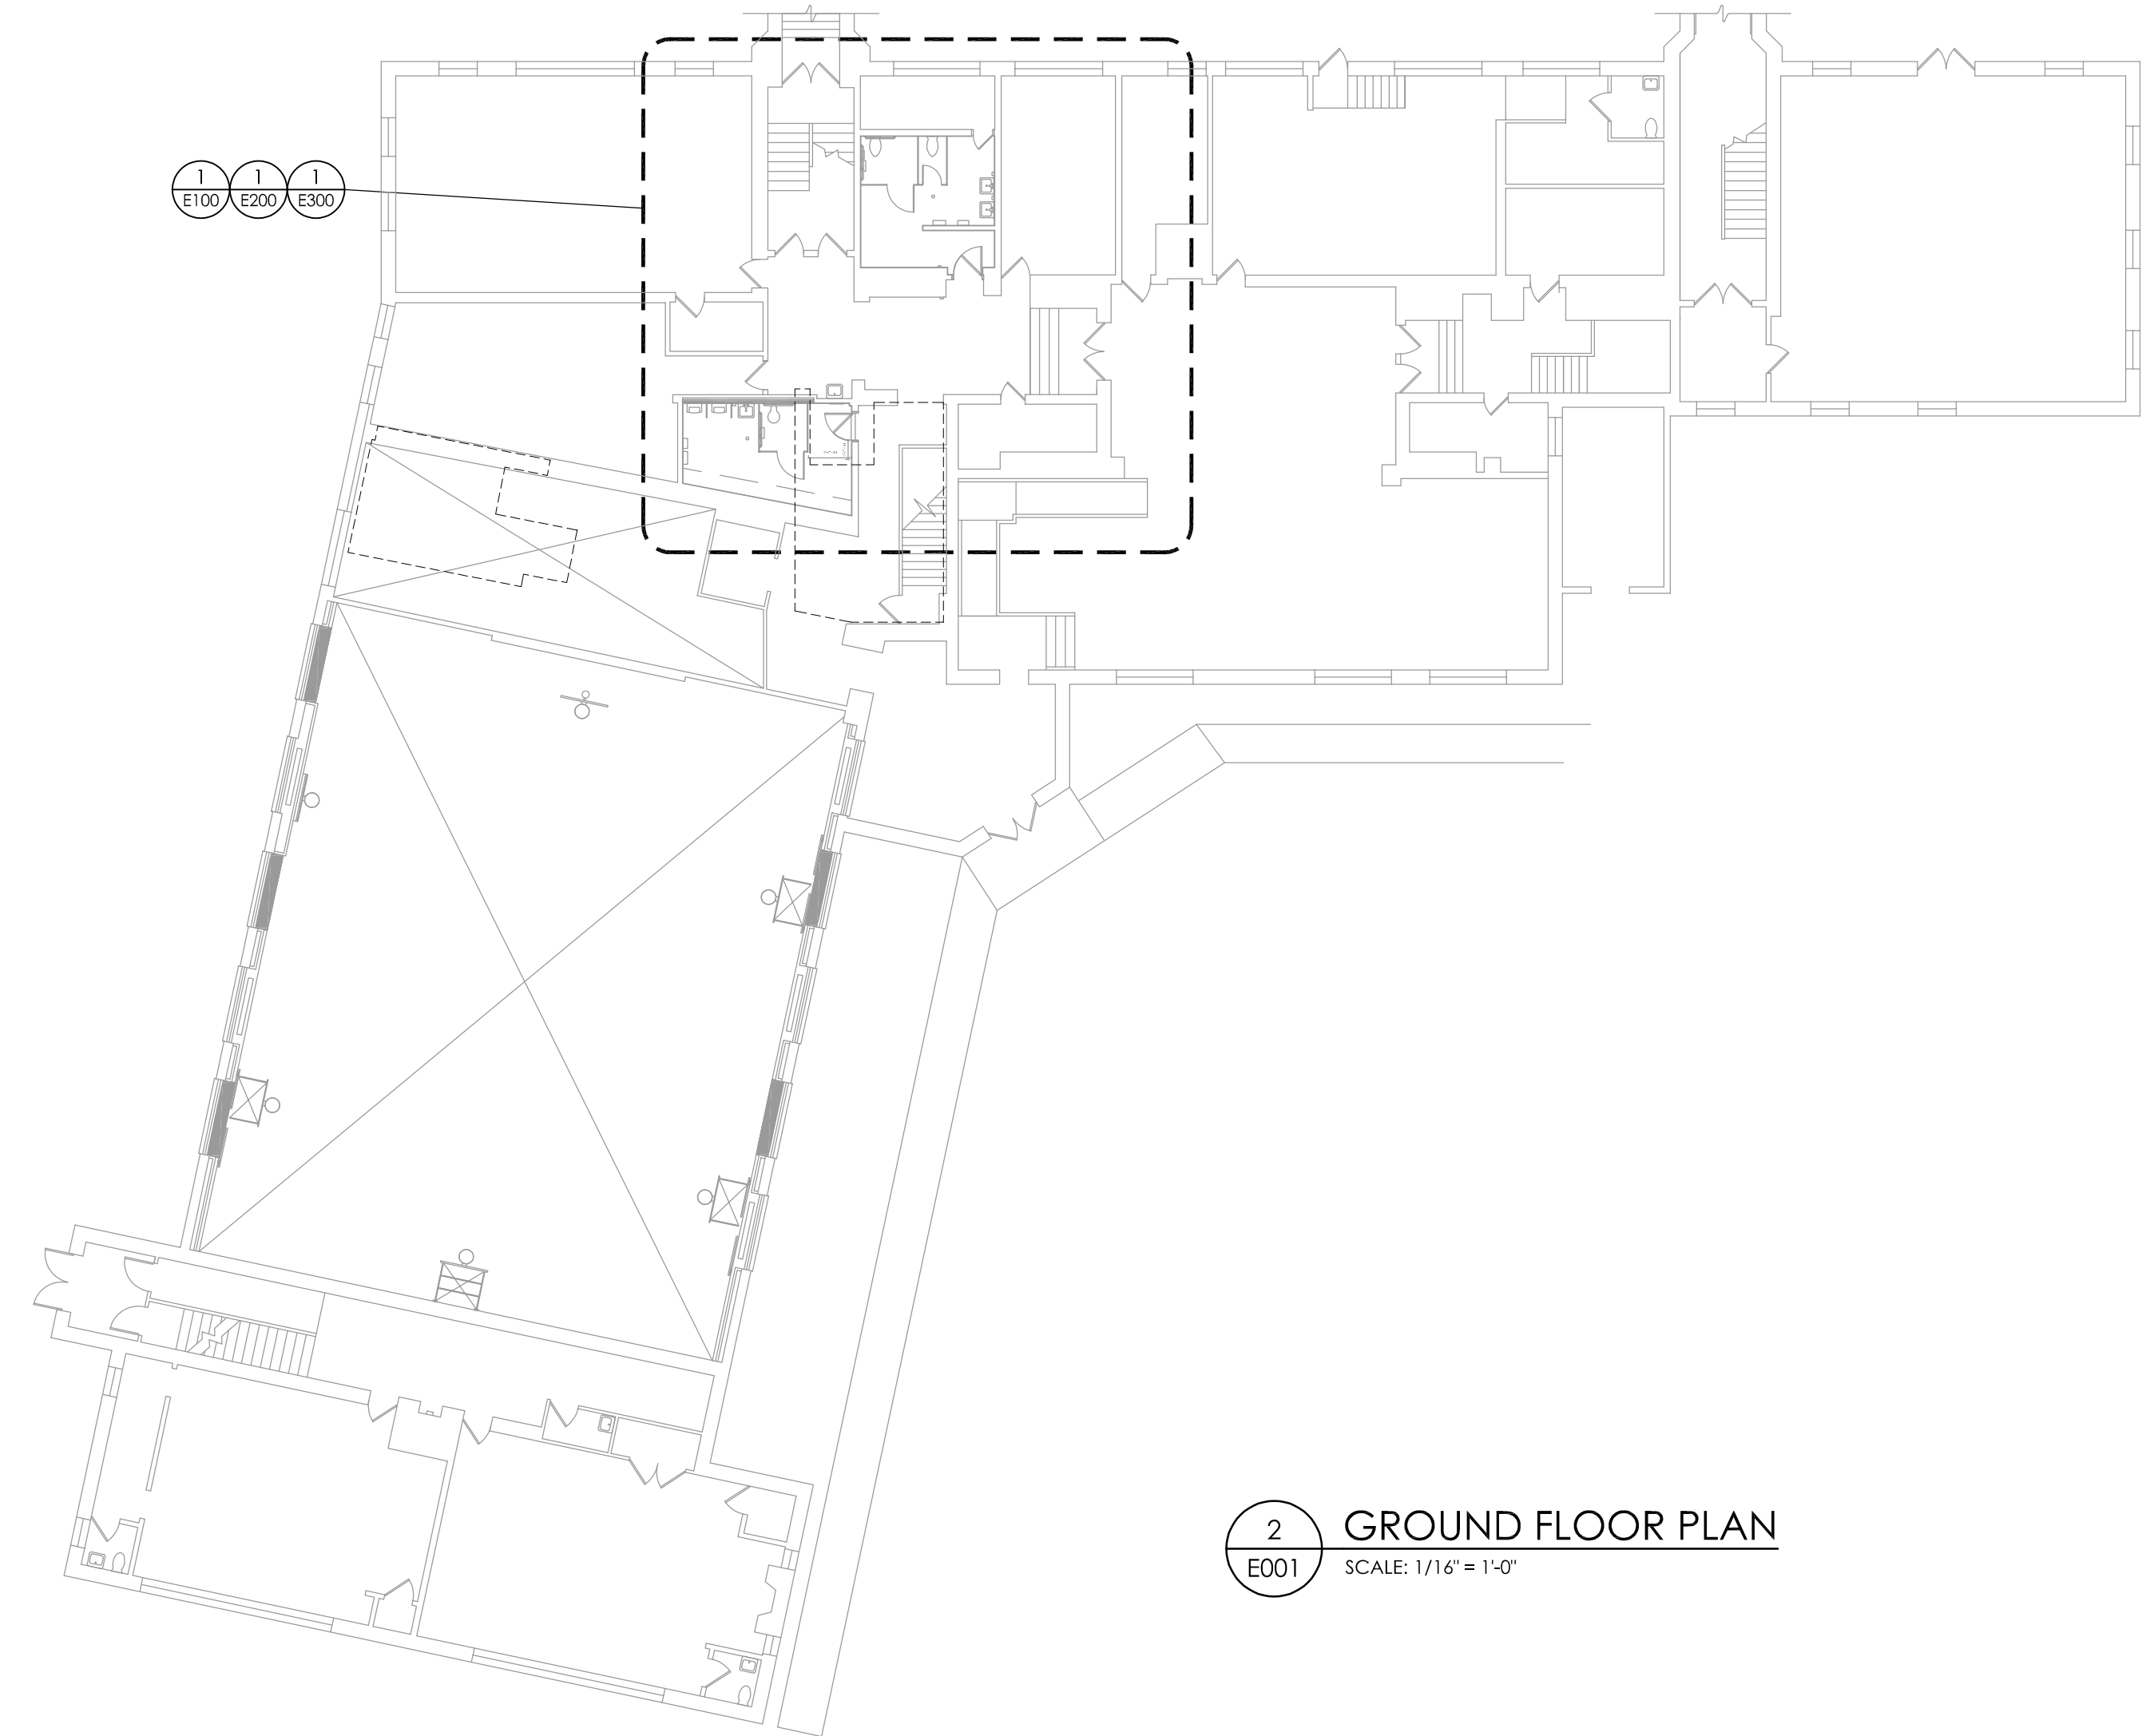 1 1 1
E100 E200 E300
2 GROUND FLOOR PLAN
E001 SCALE: 1/16" = 1'-0"